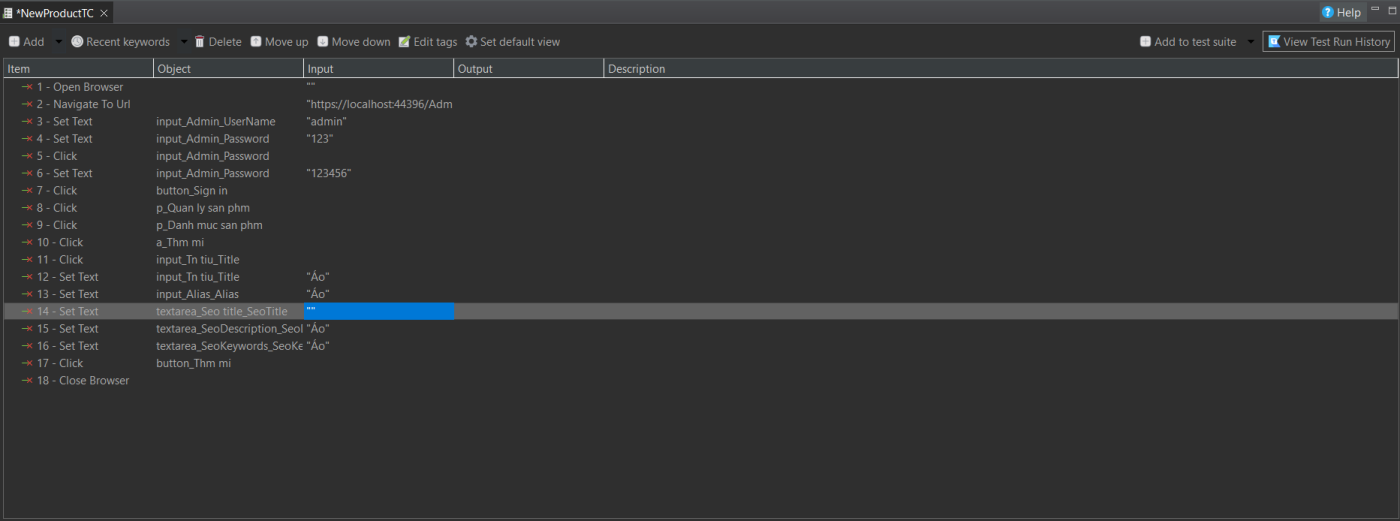 *NewProductTC
Help
Add Recent keywords Delete Move up Move down Edit tags Set default view Add to test suite View Test Run History
Item Object Input Output Description
1 - Open Browser ""
2 - Navigate To Url "https://localhost:44396/Adm
3 - Set Text input_Admin_UserName "admin"
4 - Set Text input_Admin_Password "123"
5 - Click input_Admin_Password
6 - Set Text input_Admin_Password "123456"
7 - Click button_Sign in
8 - Click p_Quan ly san phm
9 - Click p_Danh muc san phm
10 - Click a_Thm mi
11 - Click input_Tn tiu_Title
12 - Set Text input_Tn tiu_Title "Áo"
13 - Set Text input_Alias_Alias "Áo"
14 - Set Text textarea_Seo title_SeoTitle ""
15 - Set Text textarea_SeoDescription_SeoI "Áo"
16 - Set Text textarea_SeoKeywords_SeoKe "Áo"
17 - Click button_Thm mi
18 - Close Browser